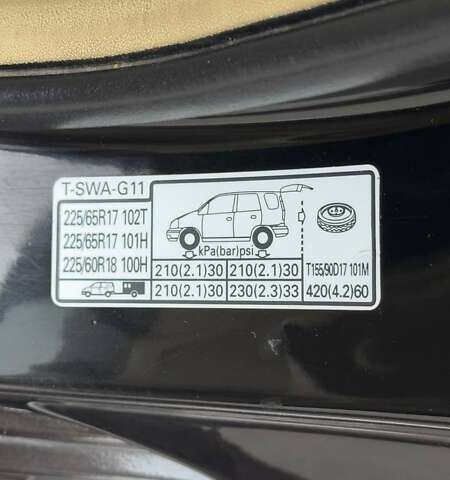 T-SWA-G11
225/65R17 102T
225/65R17 101H
225/60R18 100H
kPa(bar)psi
210(2.1)30 210(2.1)30
T155/90D17 101M
210(2.1)30 230(2.3)33 420(4.2)60